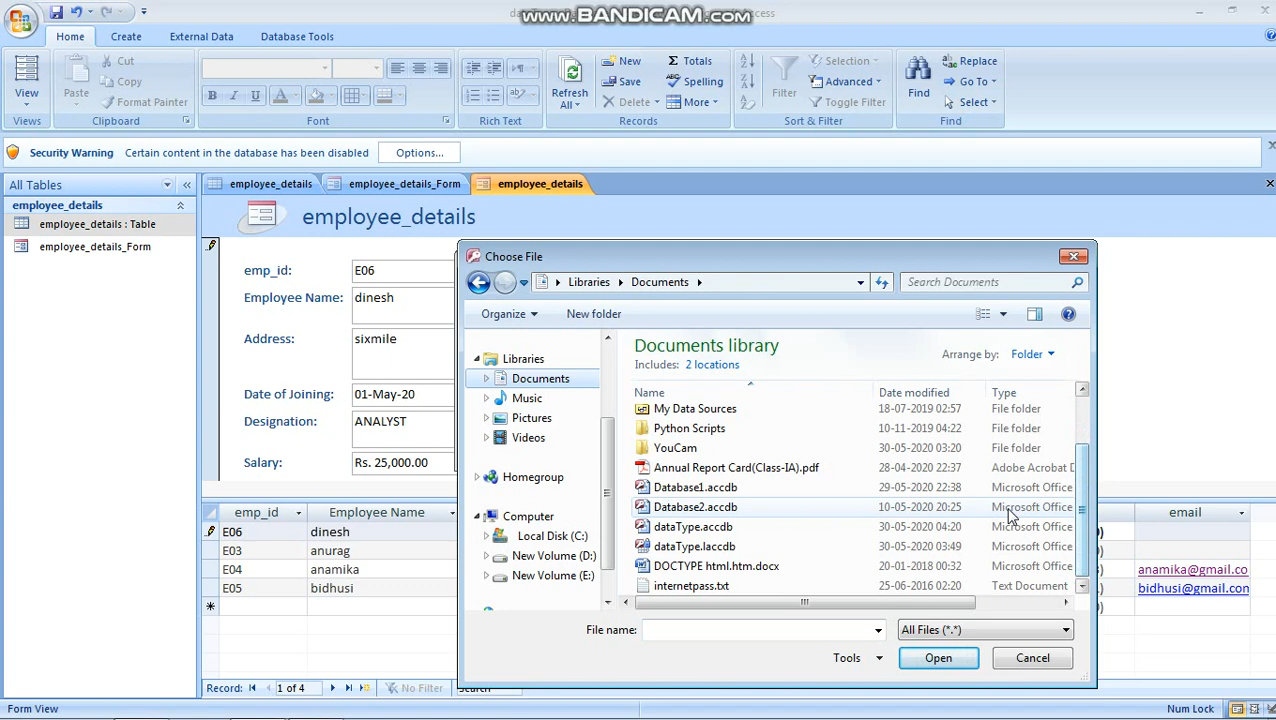 www.BANDICAM.com
Home Create External Data Database Tools
View
Views
Paste
Cut
Copy
Format Painter
Clipboard
B I U A
Font
Rich Text
Refresh
All
New
Save
Delete
Totals
Spelling
More
Records
Filter
Selection
Advanced
Toggle Filter
Sort & Filter
Find
Replace
Go To
Select
Find
Security Warning Certain content in the database has been disabled Options...
All Tables
employee_details
employee_details : Table
employee_details_Form
employee_details employee_details_Form employee_details
employee_details
emp_id: E06
Employee Name: dinesh
Address: sixmile
Date of Joining: 01-May-20
Designation: ANALYST
Salary: Rs. 25,000.00
Choose File
Libraries Documents
Search Documents
Organize New folder
Libraries
Documents
Music
Pictures
Videos
Homegroup
Computer
Local Disk (C:)
New Volume (D:)
New Volume (E:)
Documents library
Includes: 2 locations
Arrange by: Folder
Name Date modified Type
My Data Sources 18-07-2019 02:57 File folder
Python Scripts 10-11-2019 04:22 File folder
YouCam 30-05-2020 03:20 File folder
Annual Report Card(Class-IA).pdf 28-04-2020 22:37 Adobe Acrobat D
Database1.accdb 29-05-2020 22:38 Microsoft Office
Database2.accdb 10-05-2020 20:25 Microsoft Office
dataType.accdb 30-05-2020 04:20 Microsoft Office
dataType.laccdb 30-05-2020 03:49 Microsoft Office
DOCTYPE html.htm.docx 20-01-2018 00:32 Microsoft Office
internetpass.txt 25-06-2016 02:20 Text Document
File name: All Files (*.*)
Tools Open Cancel
emp_id Employee Name email
E06 dinesh
E03 anurag
E04 anamika anamika@gmail.co
E05 bidhusi bidhusi@gmail.con
Record: 1 of 4 No Filter Search
Form View Num Lock